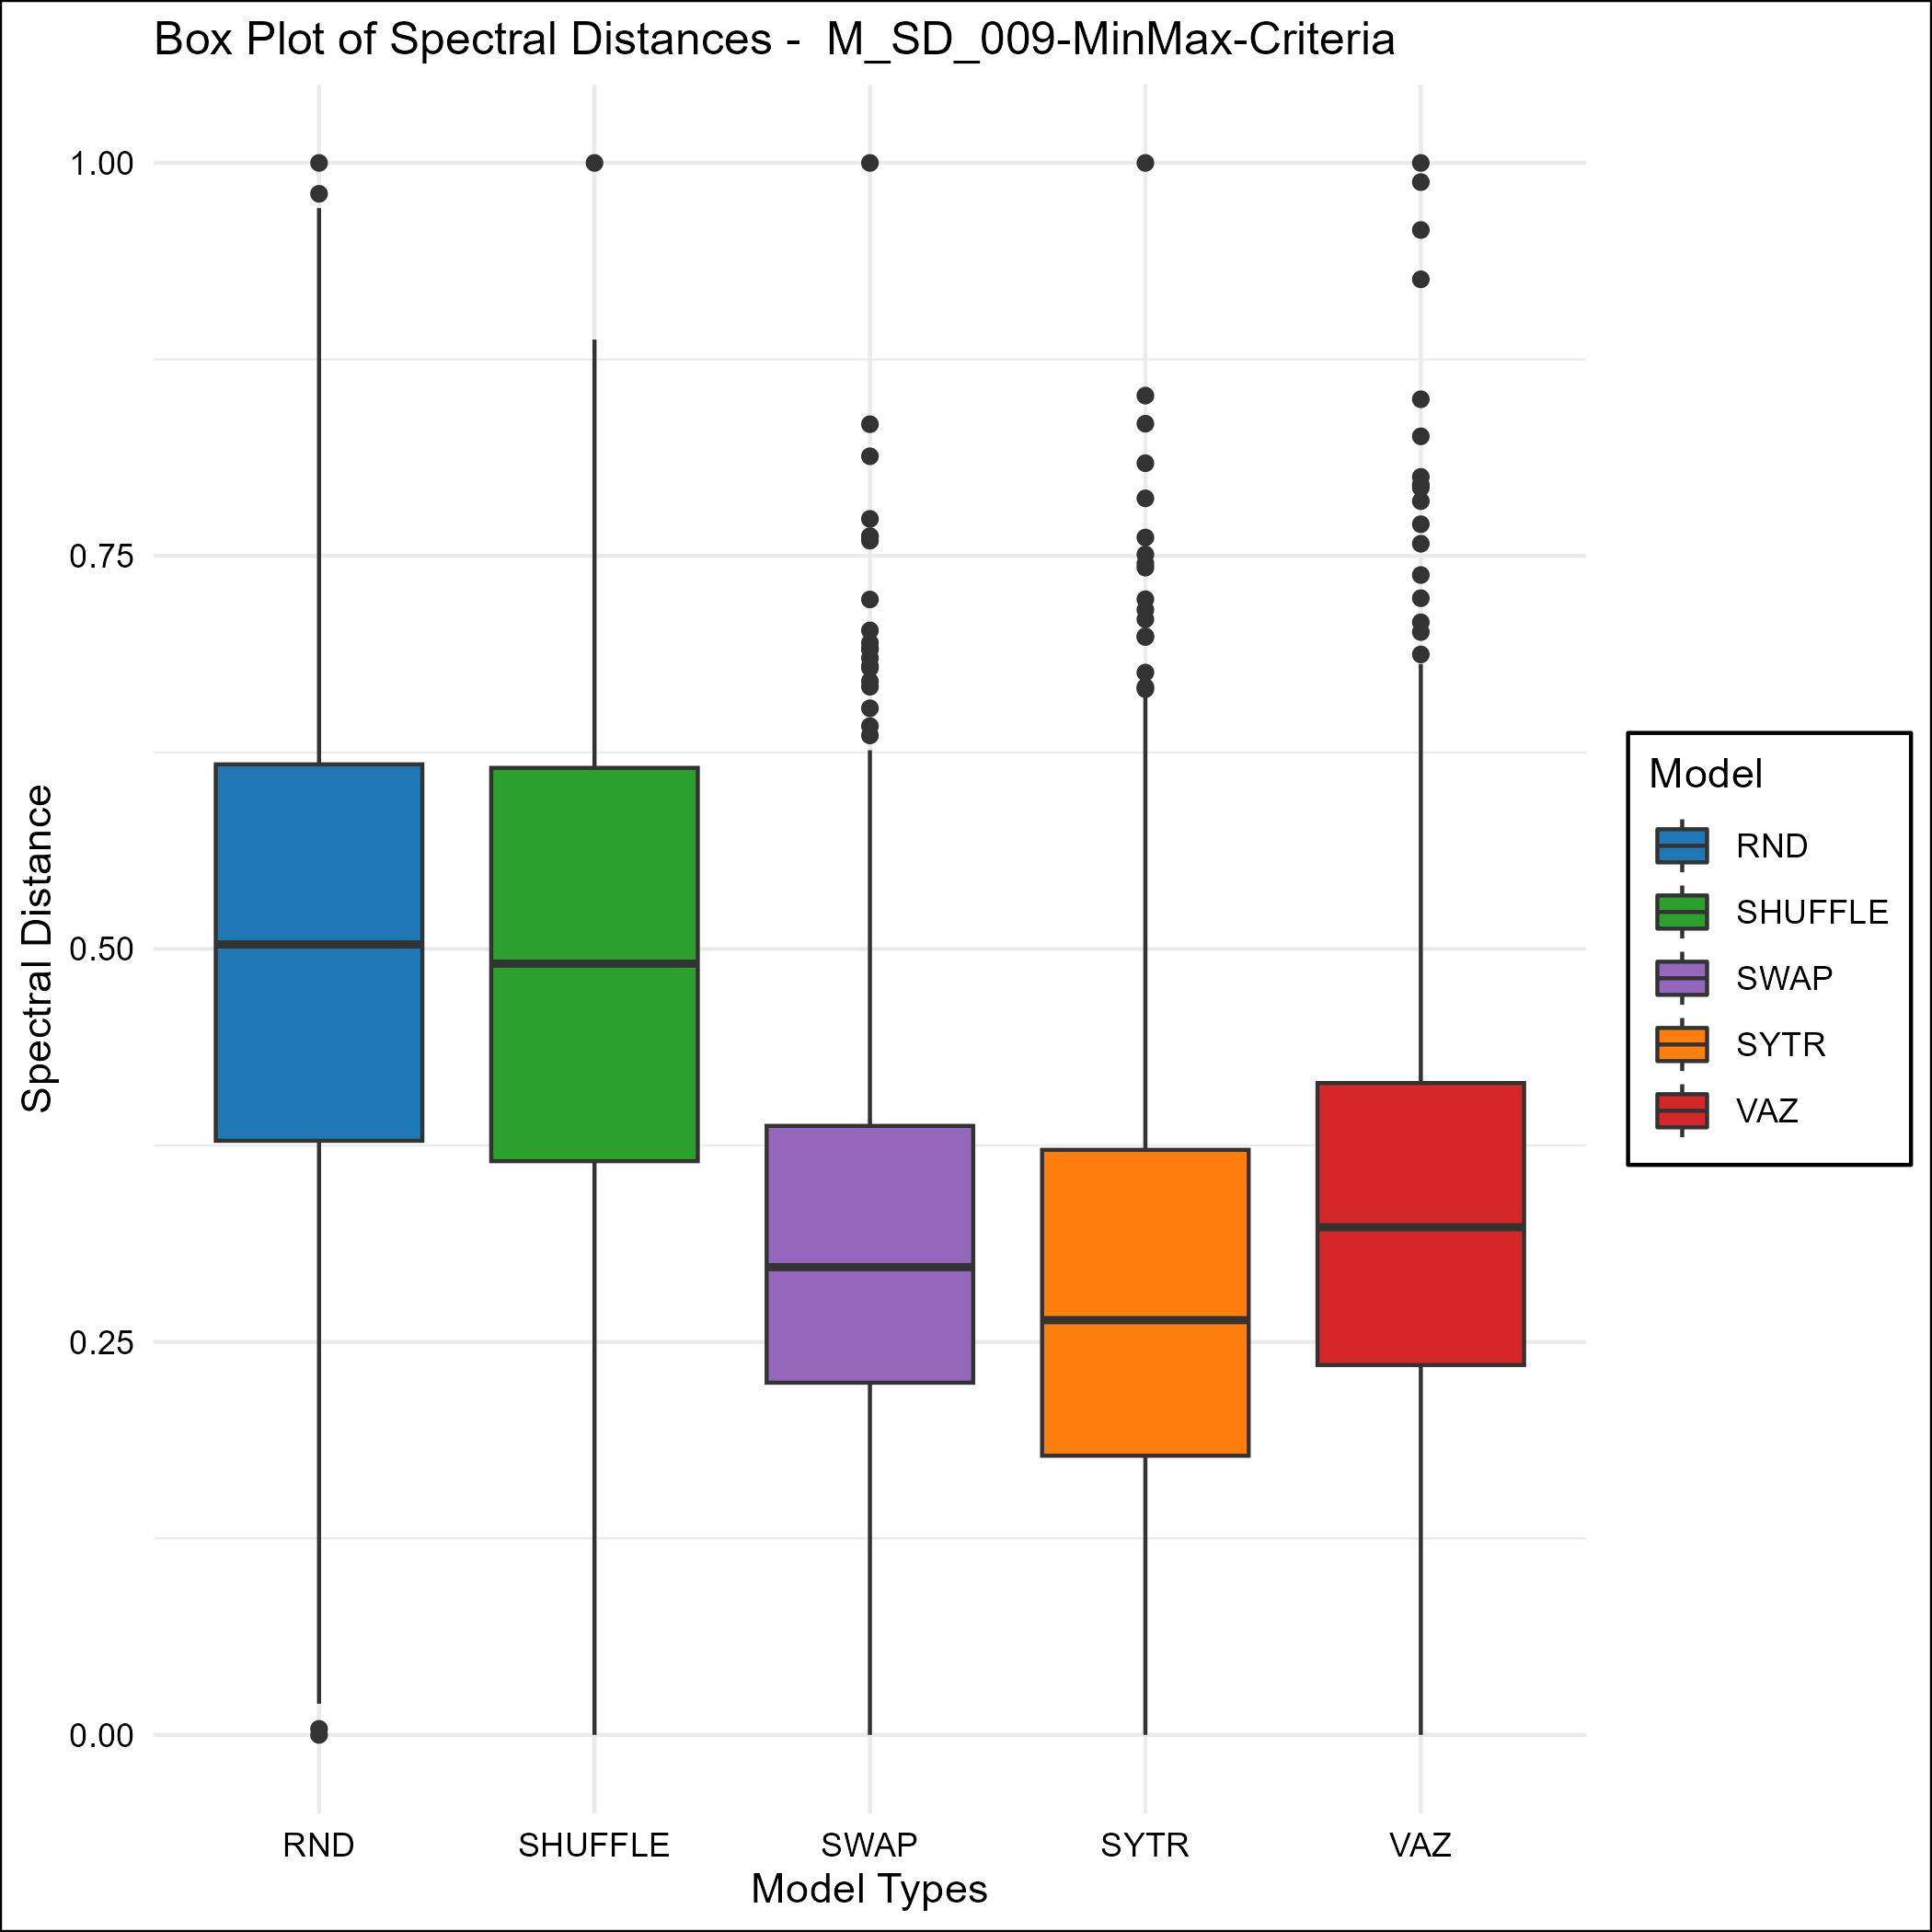 Box Plot of Spectral Distances -  M_SD_009-MinMax-Criteria
1.00
0.75
0.50
0.25
0.00
Spectral Distance
RND
SHUFFLE
SWAP
SYTR
VAZ
Model Types
Model
RND
SHUFFLE
SWAP
SYTR
VAZ